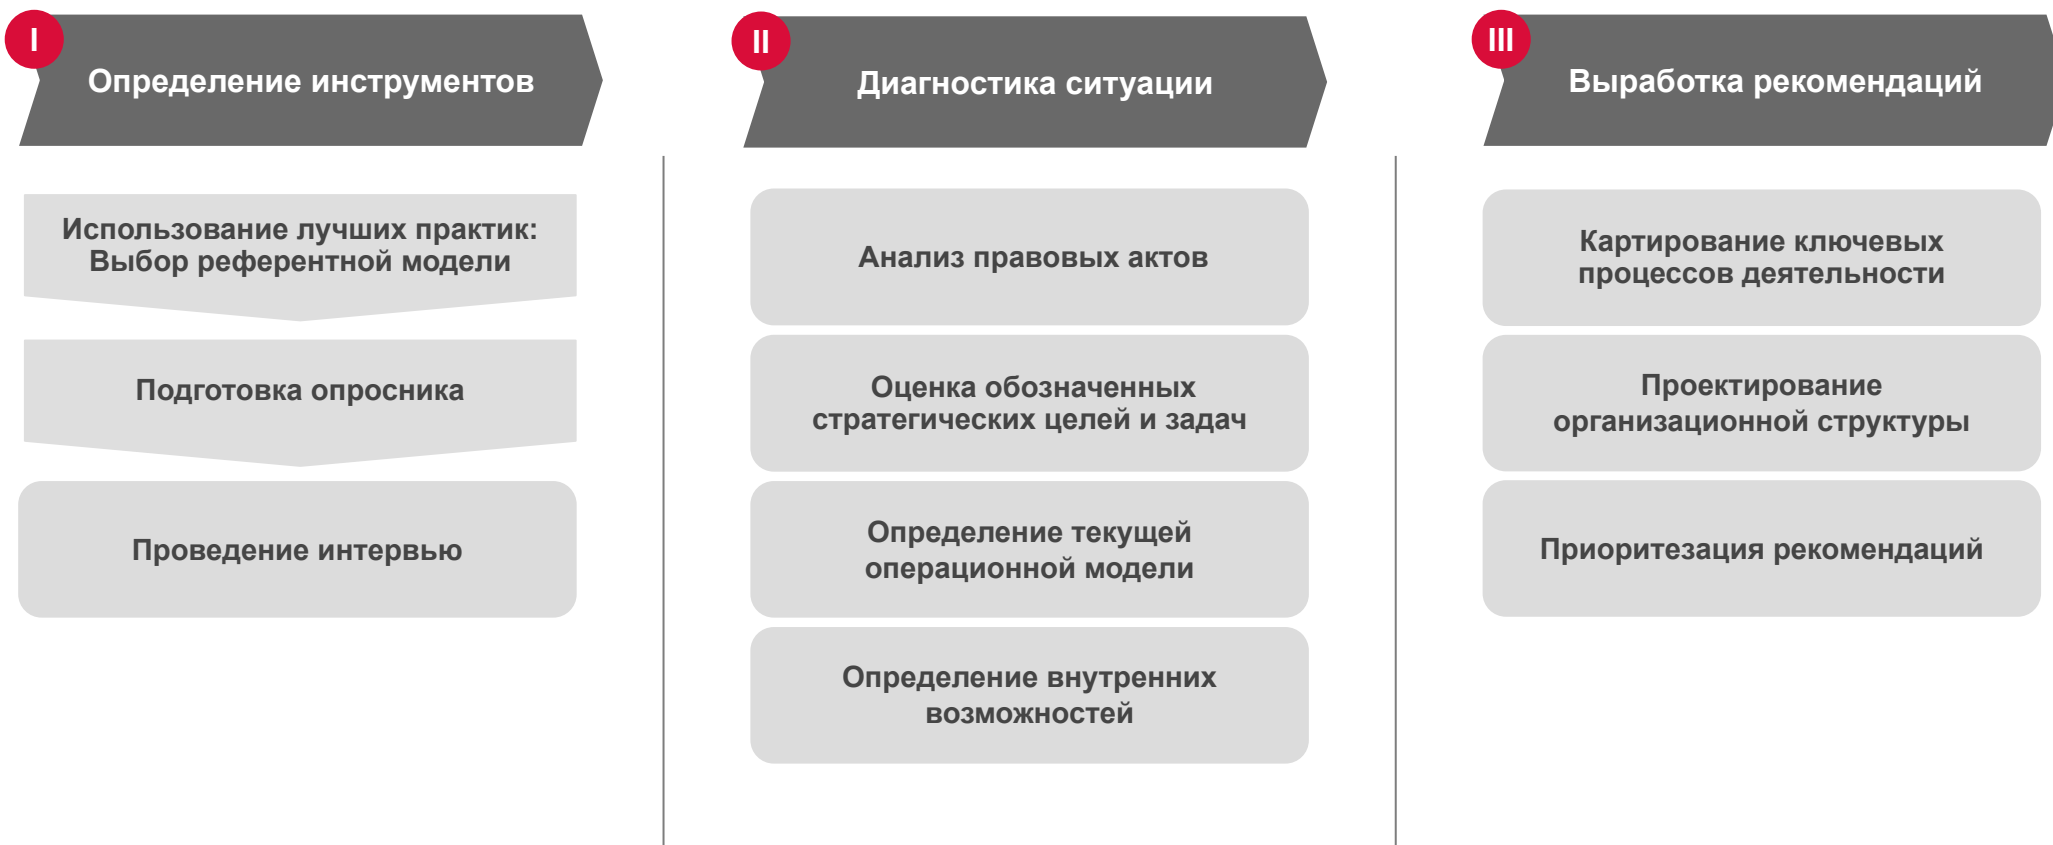 I
Определение инструментов
Использование лучших практик:
Выбор референтной модели
Подготовка опросника
Проведение интервью
II
Диагностика ситуации
Анализ правовых актов
Оценка обозначенных
стратегических целей и задач
Определение текущей
операционной модели
Определение внутренних
возможностей
III
Выработка рекомендаций
Картирование ключевых
процессов деятельности
Проектирование
организационной структуры
Приоритезация рекомендаций